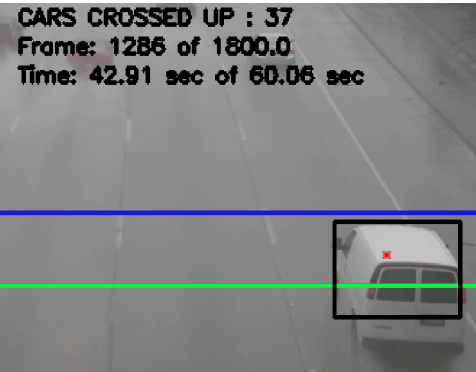 CARS CROSSED UP : 37
Frame: 1286 of 1800.0
Time: 42.91 sec of 60.06 sec